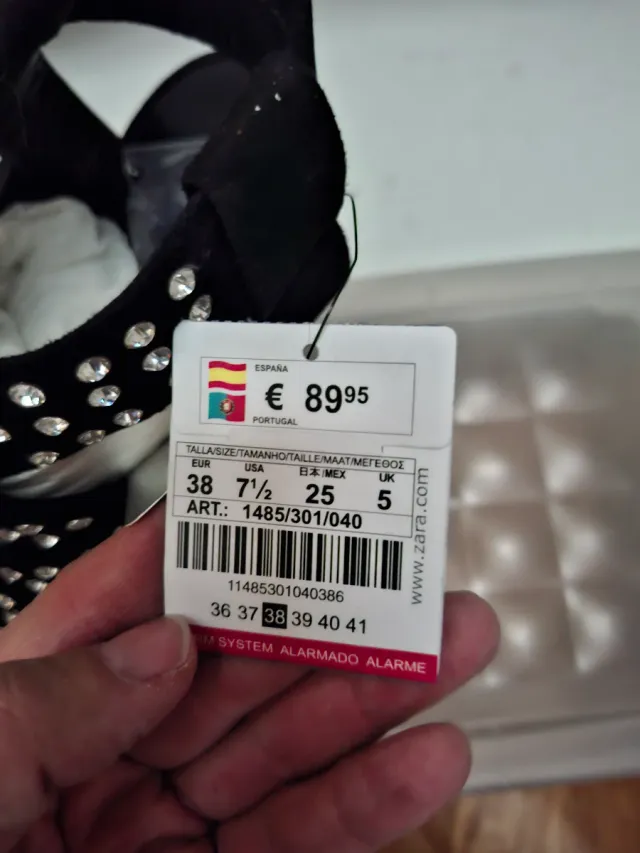 ESPAÑA
€ 89⁹⁵
PORTUGAL
TALLA/SIZE/TAMANHO/TAILLE/MAAT/ΜΕΓΕΘΟΣ
EUR USA 日本/MEX UK
38 7½ 25 5
ART.: 1485/301/040
11485301040386
36 37 38 39 40 41
SYSTEM ALARMADO ALARME
www.zara.com